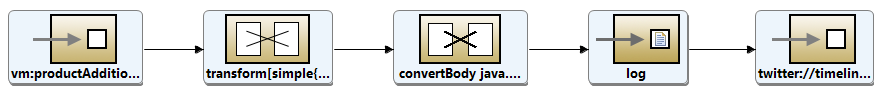 vm:productAdditio...
transform[simple{...
convertBody java....
log
twitter://timelin...